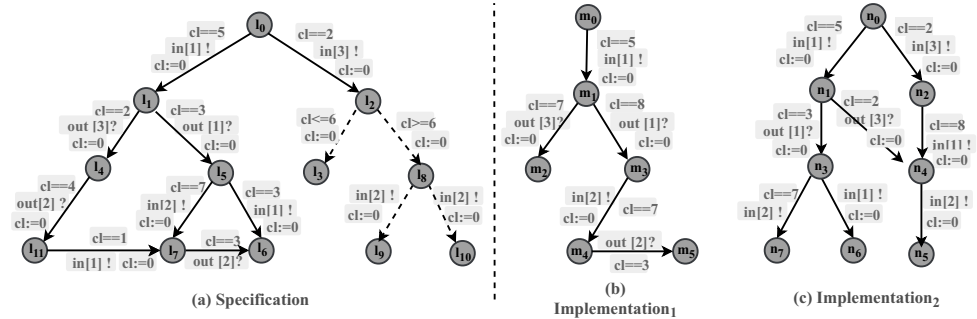 l0
cl==5
in[1] !
cl:=0
cl==2
in[3] !
cl:=0
l1
l2
cl==2
out [3]?
cl:=0
cl==3
out [1]?
cl:=0
cl<=6
cl:=0
cl>=6
cl:=0
l4
l5
l3
l8
cl==4
out[2] ?
cl:=0
cl==7
in[2] !
cl:=0
cl==3
in[1] !
cl:=0
in[2] !
cl:=0
in[2] !
cl:=0
l11
cl==1
in[1] !
cl:=0
l7
cl==3
out [2]?
l6
l9
l10
(a) Specification
m0
cl==5
in[1] !
cl:=0
m1
cl==7
out [3]?
cl:=0
cl==8
out [1]?
cl:=0
m2
m3
in[2] !
cl:=0
cl==7
m4
out [2]?
cl==3
m5
(b)
Implementation1
n0
cl==5
in[1] !
cl:=0
cl==2
in[3] !
cl:=0
n1
n2
cl==3
out [1]?
cl:=0
cl==2
out [3]?
cl:=0
cl==8
in[1] !
cl:=0
n3
n4
cl==7
in[2] !
in[1] !
cl:=0
in[2] !
cl:=0
n7
n6
n5
(c) Implementation2